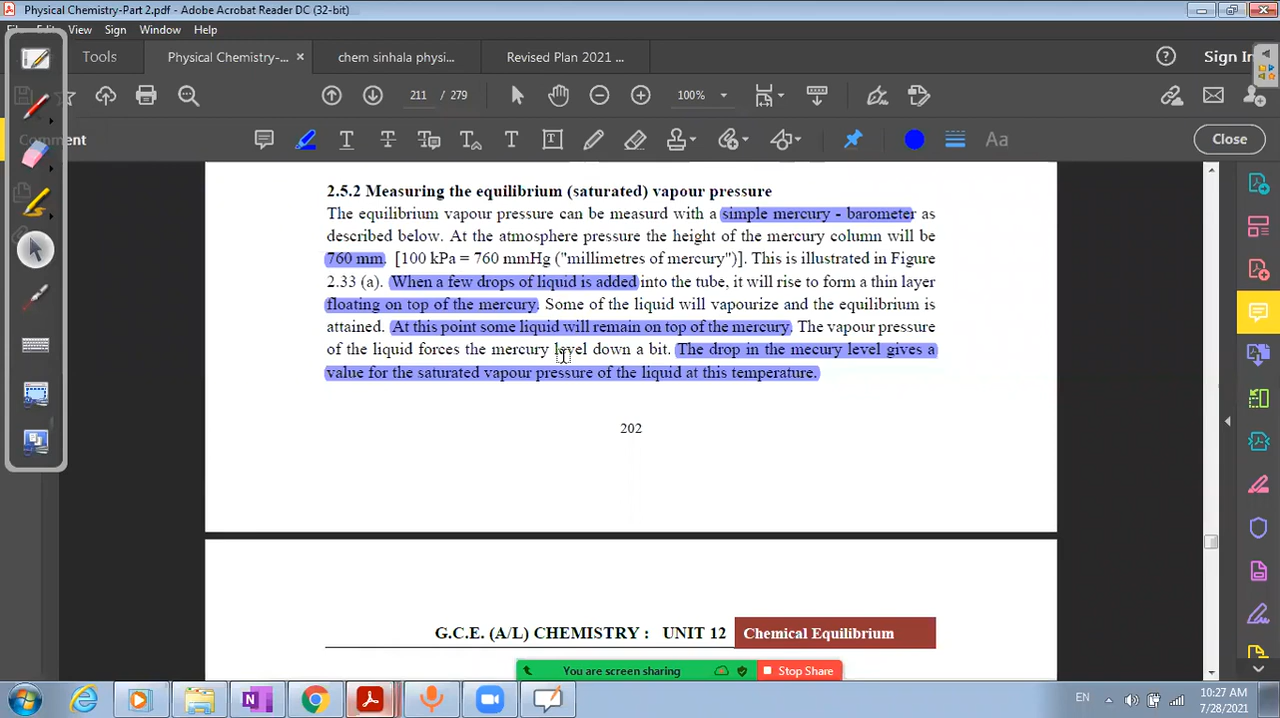 Physical Chemistry-Part 2.pdf - Adobe Acrobat Reader DC (32-bit)
View Sign Window Help
Tools Physical Chemistry-... × chem sinhala physi... Revised Plan 2021 ... Sign In
211 / 279 100%
Comment Aa Close
2.5.2 Measuring the equilibrium (saturated) vapour pressure
The equilibrium vapour pressure can be measurd with a simple mercury - barometer as
described below. At the atmosphere pressure the height of the mercury column will be
760 mm. [100 kPa = 760 mmHg ("millimetres of mercury")]. This is illustrated in Figure
2.33 (a). When a few drops of liquid is added into the tube, it will rise to form a thin layer
floating on top of the mercury. Some of the liquid will vapourize and the equilibrium is
attained. At this point some liquid will remain on top of the mercury. The vapour pressure
of the liquid forces the mercury level down a bit. The drop in the mecury level gives a
value for the saturated vapour pressure of the liquid at this temperature.
202
G.C.E. (A/L) CHEMISTRY : UNIT 12 Chemical Equilibrium
You are screen sharing Stop Share
EN 10:27 AM
7/28/2021